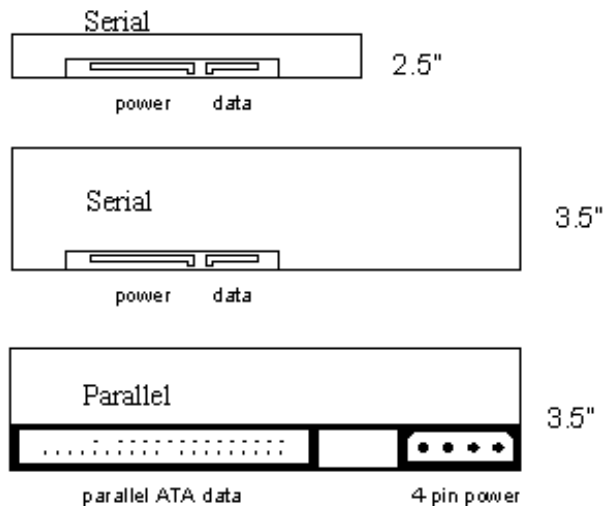 Serial
2.5"
power data
Serial
3.5"
power data
Parallel
3.5"
parallel ATA data 4 pin power